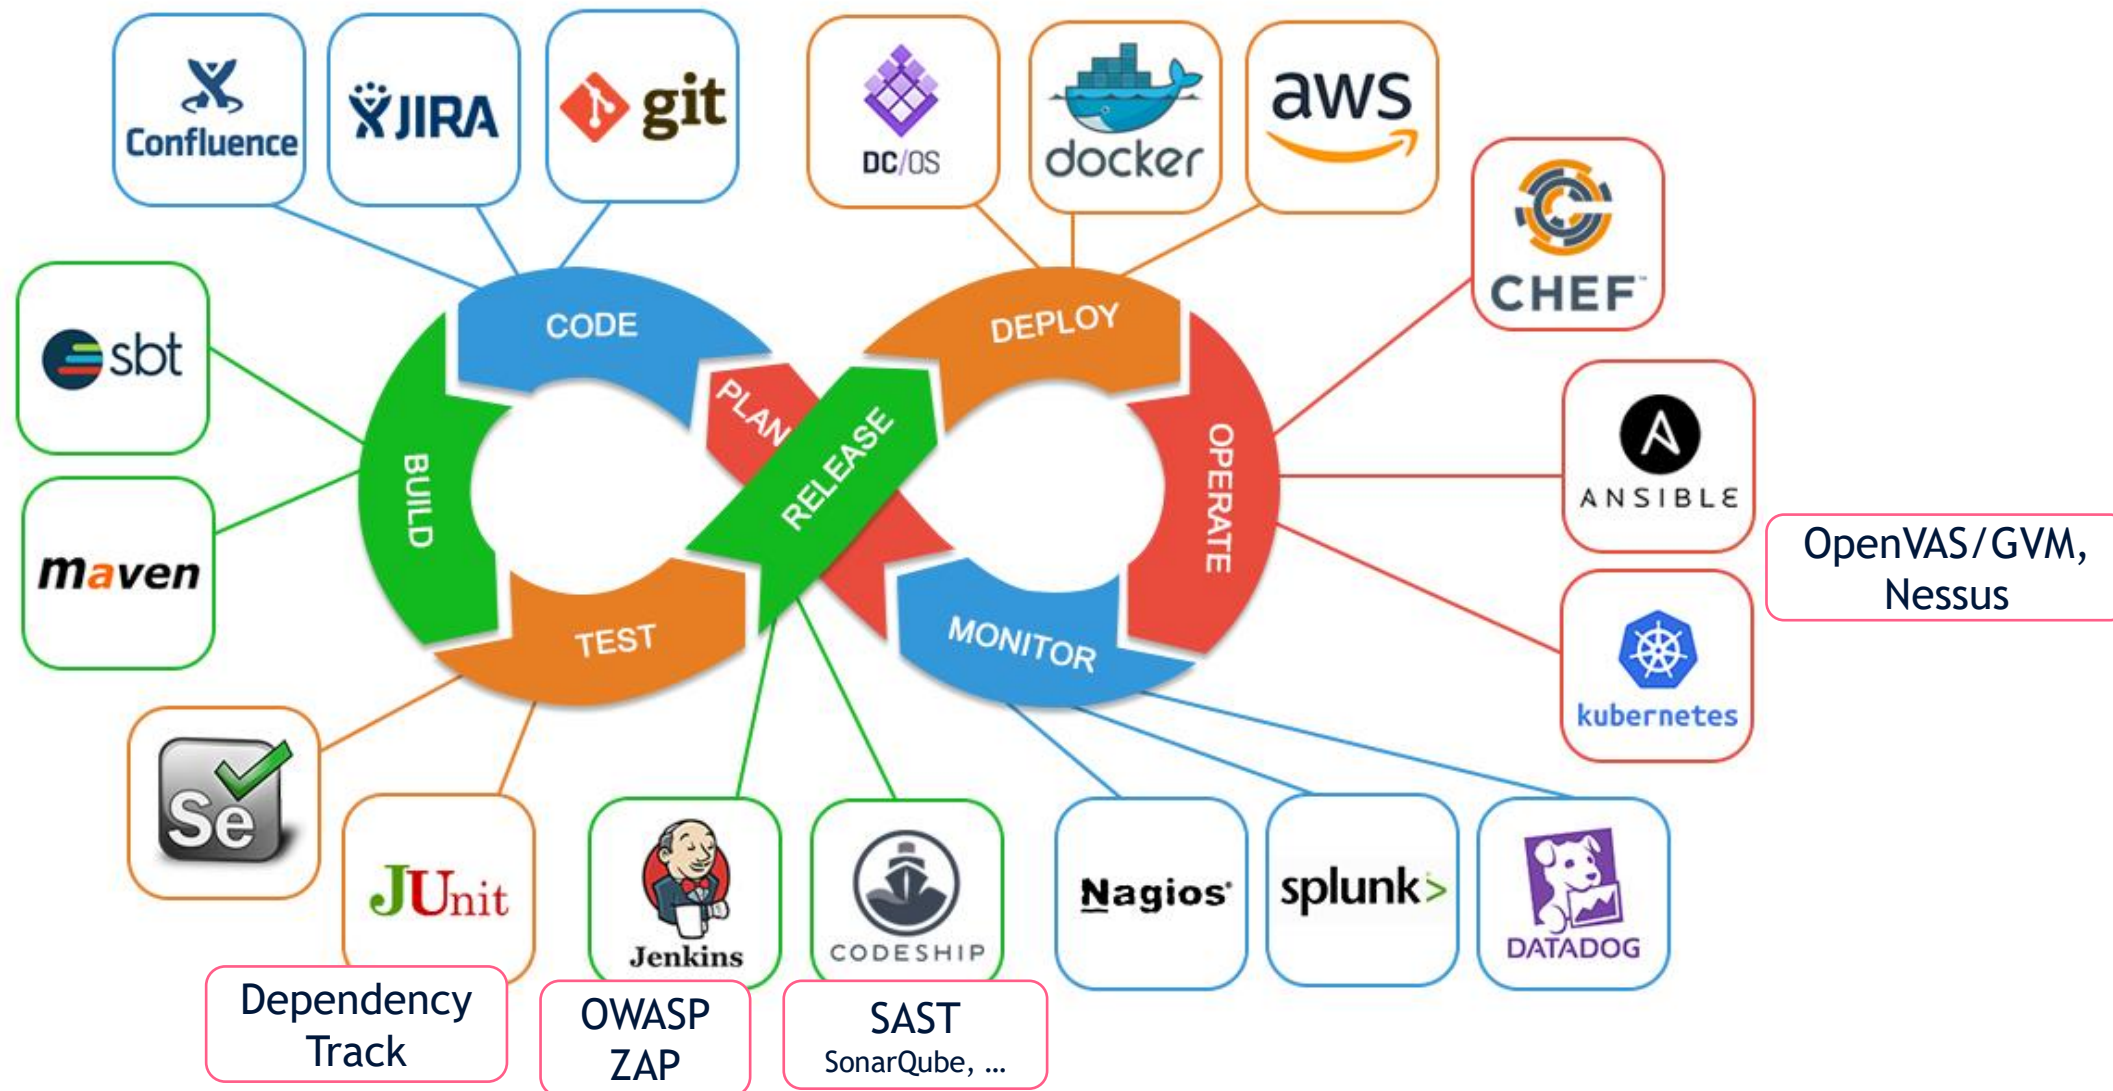 Confluence
JIRA
git
DC/OS
docker
aws
CHEF™
sbt
CODE
DEPLOY
PLAN
RELEASE
BUILD
OPERATE
ANSIBLE
maven
OpenVAS/GVM,
Nessus
TEST
MONITOR
kubernetes
Se
JUnit
Jenkins
CODESHIP
Nagios®
splunk>
DATADOG
Dependency
Track
OWASP
ZAP
SAST
SonarQube, ...